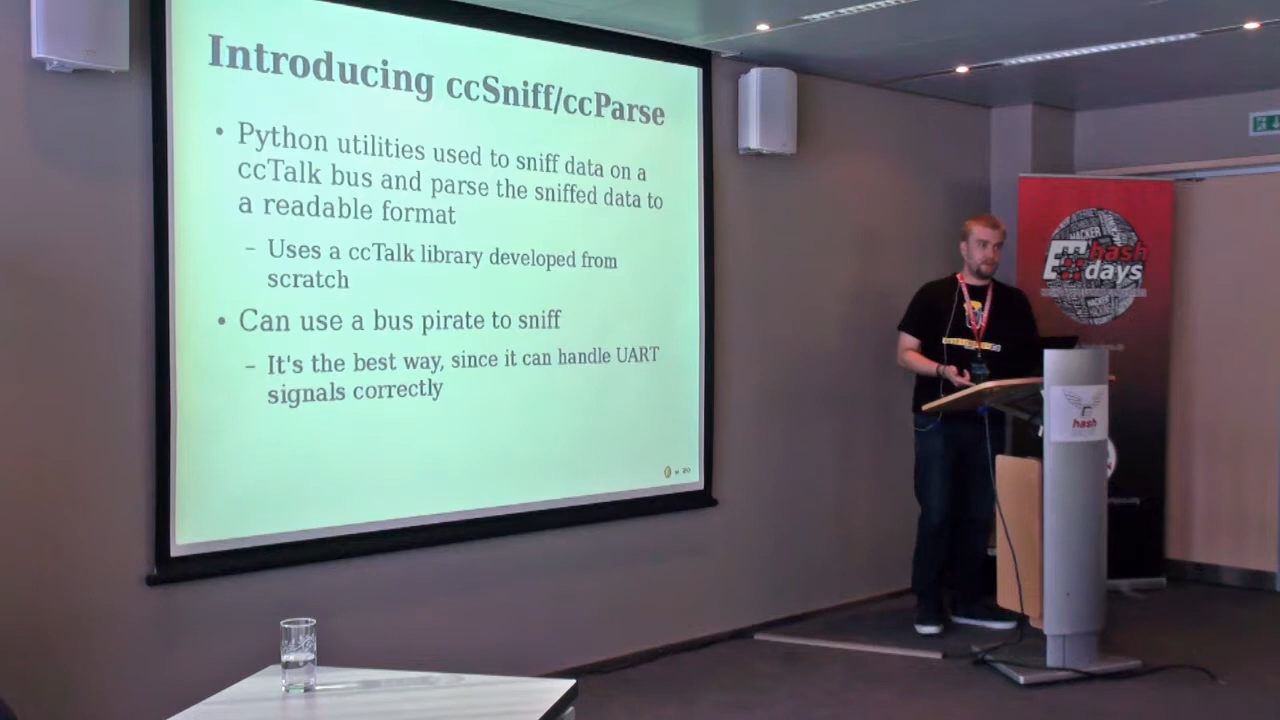 Introducing ccSniff/ccParse
• Python utilities used to sniff data on a
ccTalk bus and parse the sniffed data to
a readable format
– Uses a ccTalk library developed from
scratch
• Can use a bus pirate to sniff
– It's the best way, since it can handle UART
signals correctly
HACKER
hash
days
hash